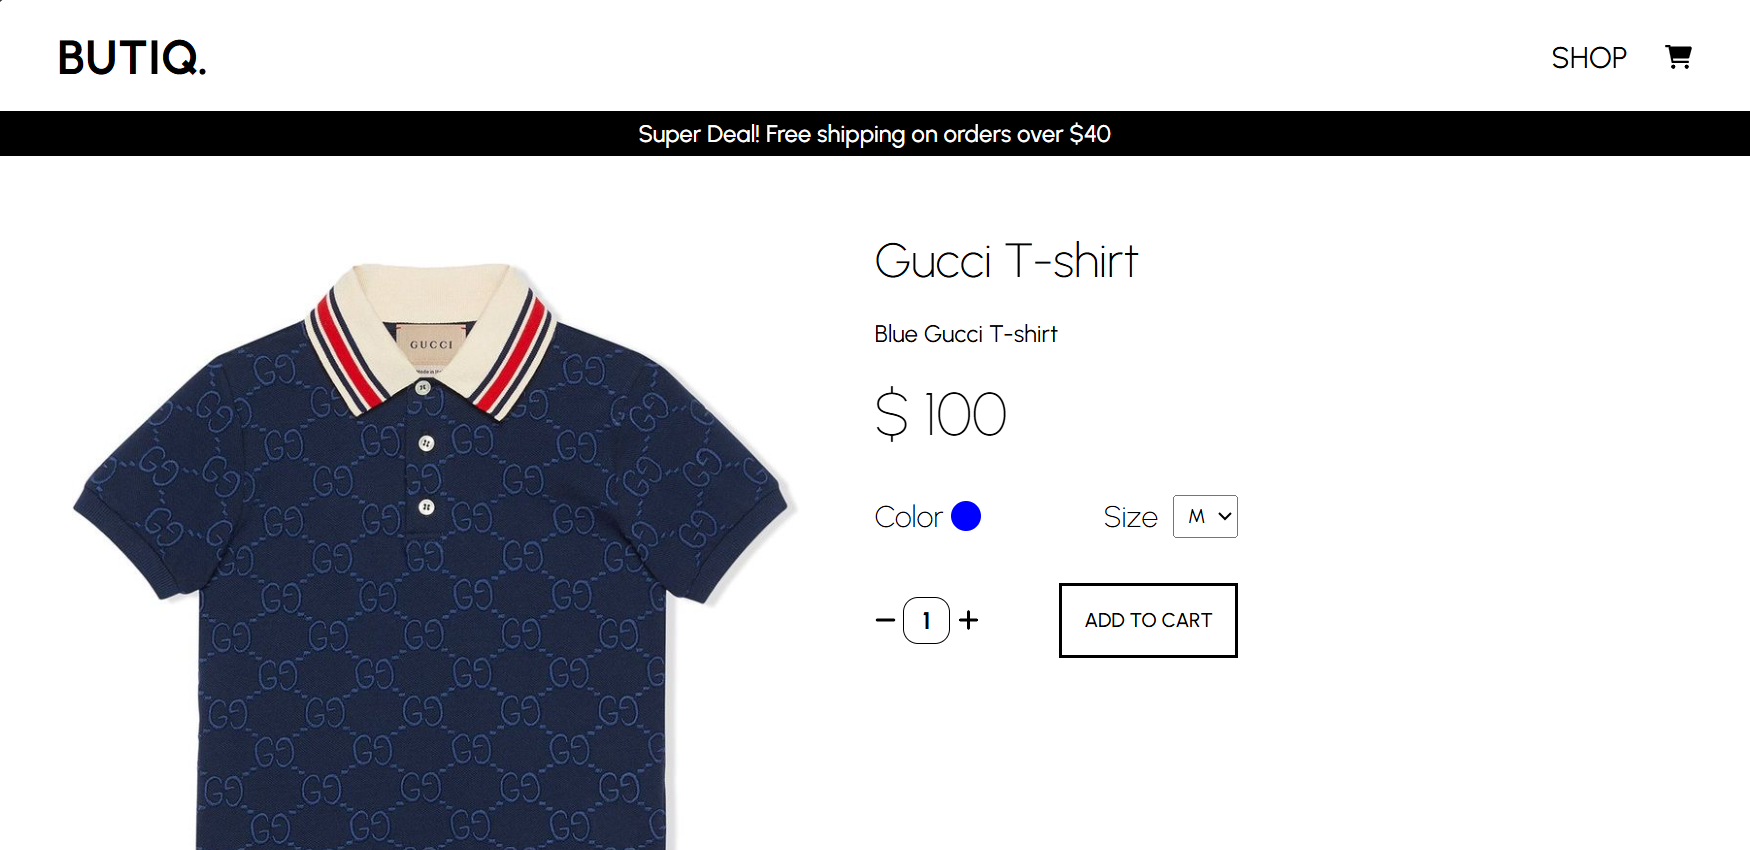 BUTIQ.
SHOP
Super Deal! Free shipping on orders over $40
Gucci T-shirt
Blue Gucci T-shirt
$ 100
Color
Size M
1
ADD TO CART
GUCCI